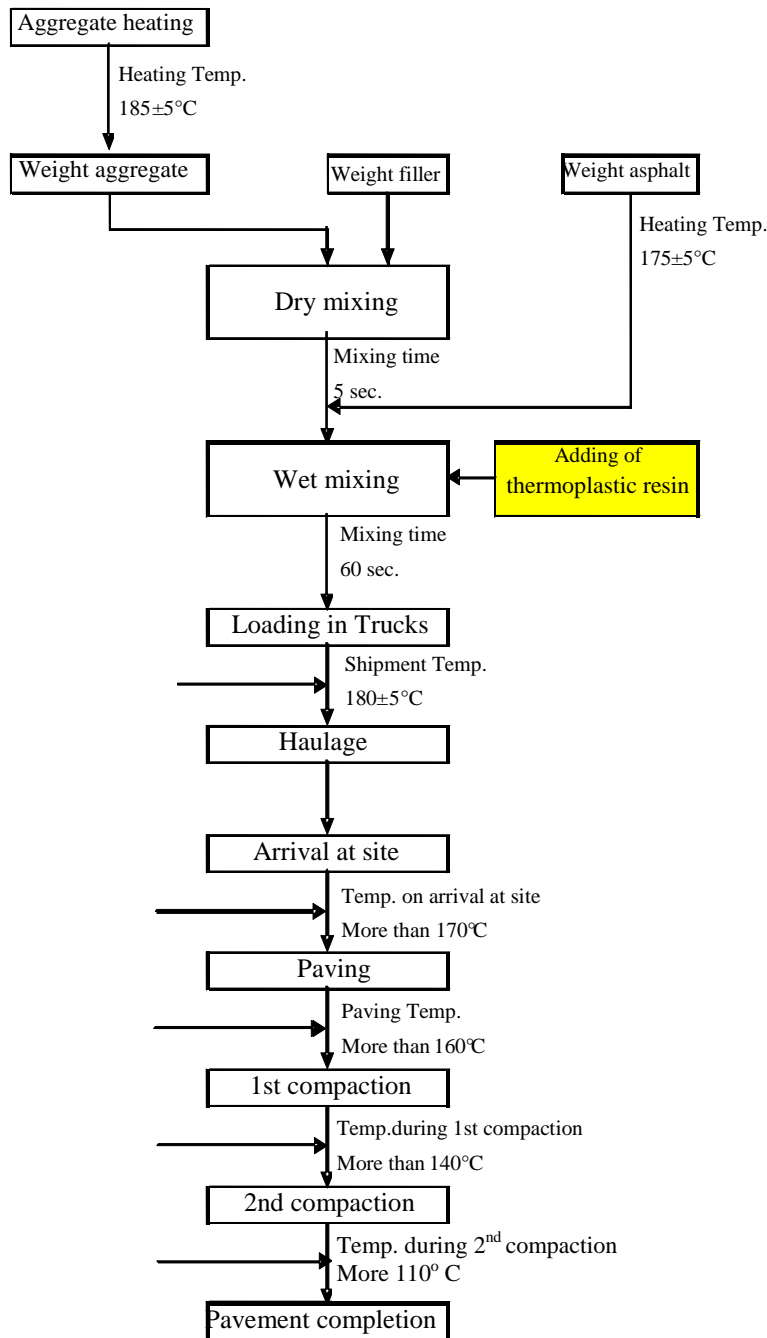 Aggregate heating
Heating Temp.
185±5°C
Weight aggregate
Weight filler
Weight asphalt
Heating Temp.
175±5°C
Dry mixing
Mixing time
5 sec.
Wet mixing
Adding of
thermoplastic resin
Mixing time
60 sec.
Loading in Trucks
Shipment Temp.
180±5°C
Haulage
Arrival at site
Temp. on arrival at site
More than 170℃
Paving
Paving Temp.
More than 160℃
1st compaction
Temp.during 1st compaction
More than 140°C
2nd compaction
Temp. during 2nd compaction
More 110° C
Pavement completion